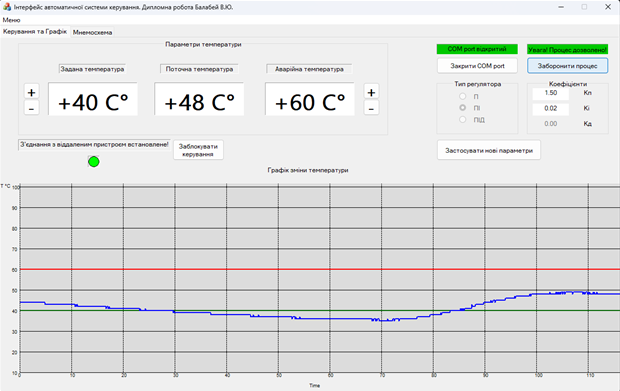 Інтерфейс автоматичної системи керування. Дипломна робота Балабей В.Ю.
Меню
Керування та Графік Мнемосхема
Параметри температури
Задана температура Поточна температура Аварійна температура
+ +
+40 C° +48 C° +60 C°
- -
COM port відкритий Увага! Процес дозволено!
Закрити COM port Заборонити процес
Тип регулятора Коефіцієнти
П 1.50 Кп
ПІ 0.02 Кі
ПІД 0.00 Кд
З'єднання з віддаленим пристроєм встановлене!
Заблокувати
керування
Застосувати нові параметри
Графік зміни температури
T °C
100
90
80
70
60
50
40
30
20
10
0 10 20 30 40 50 60 70 80 90 100 110
Time